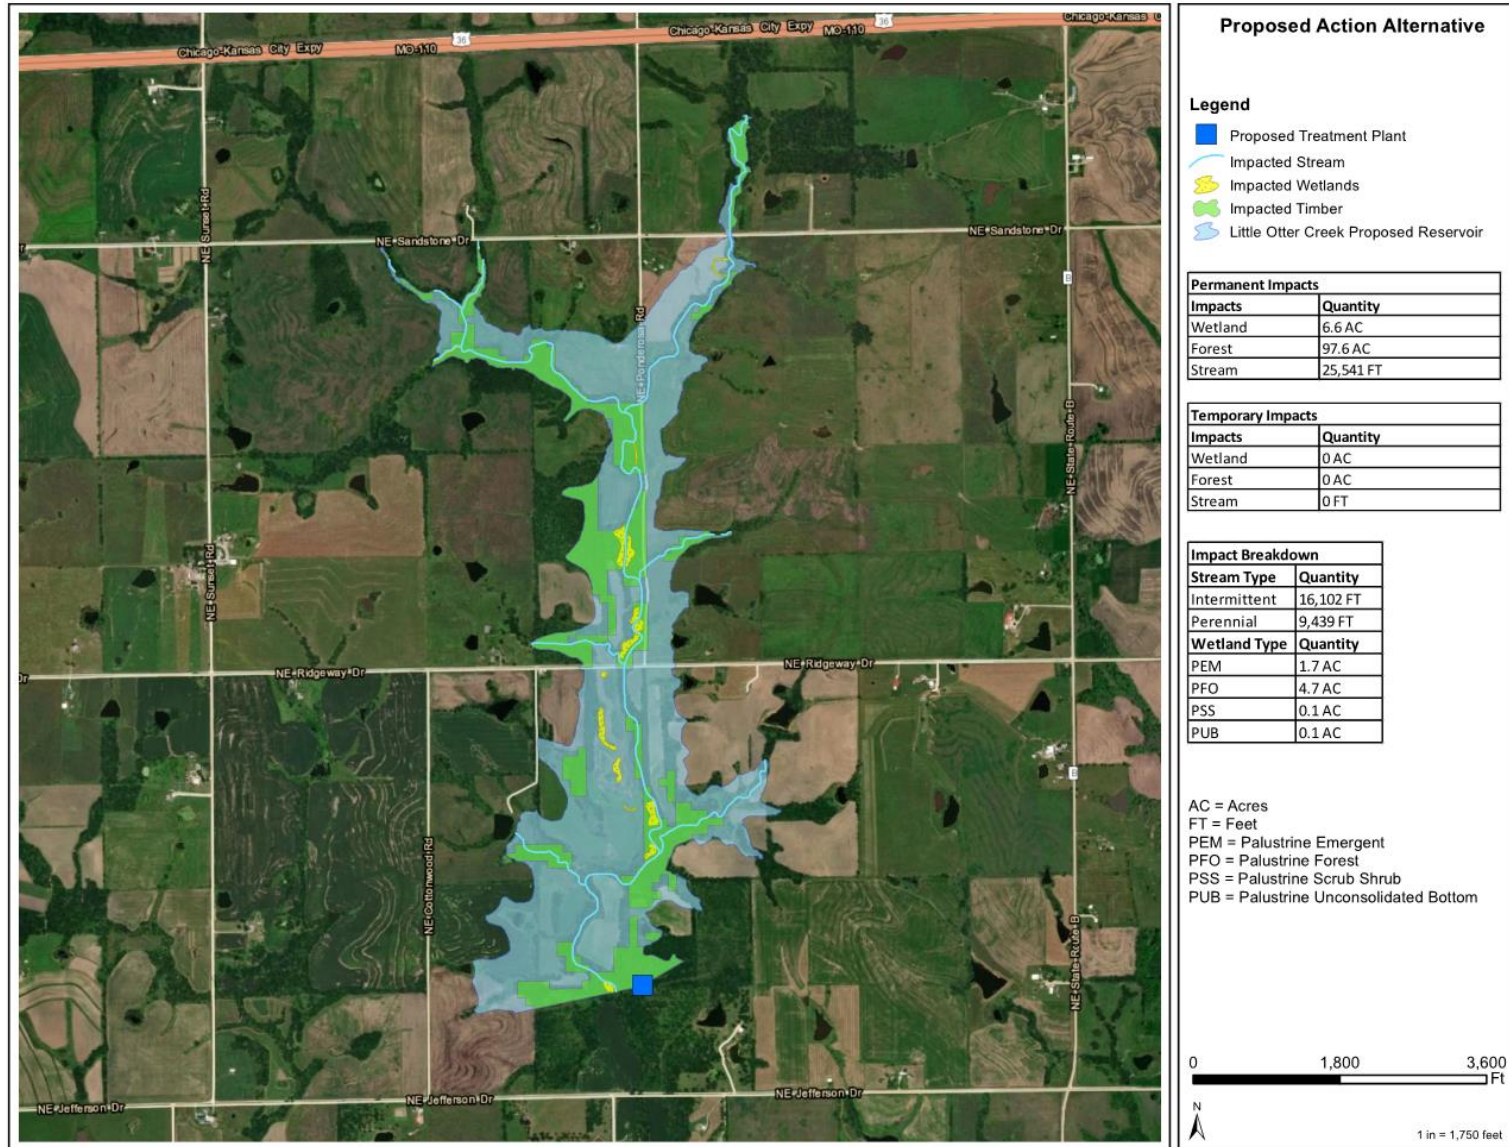 Chicago-Kansas City Expy
MO-110
36
Chicago-Kansas City Expy
MO-110
36
Chicago-Kansas C
NE Sunset Rd
NE Sandstone Dr
NE Sandstone Dr
B
NE Ponderosa Rd
NE State Route B
NE Sunset Rd
NE Ridgeway Dr
NE Ridgeway Dr
Dr
B
NE Cottonwood Rd
NE State Route B
NE Jefferson Dr
NE Jefferson Dr
NE Jefferson Dr
Proposed Action Alternative
Legend
Proposed Treatment Plant
Impacted Stream
Impacted Wetlands
Impacted Timber
Little Otter Creek Proposed Reservoir
Permanent Impacts
Impacts Quantity
Wetland 6.6 AC
Forest 97.6 AC
Stream 25,541 FT
Temporary Impacts
Impacts Quantity
Wetland 0 AC
Forest 0 AC
Stream 0 FT
Impact Breakdown
Stream Type Quantity
Intermittent 16,102 FT
Perennial 9,439 FT
Wetland Type Quantity
PEM 1.7 AC
PFO 4.7 AC
PSS 0.1 AC
PUB 0.1 AC
AC = Acres
FT = Feet
PEM = Palustrine Emergent
PFO = Palustrine Forest
PSS = Palustrine Scrub Shrub
PUB = Palustrine Unconsolidated Bottom
0 1,800 3,600
Ft
N
1 in = 1,750 feet